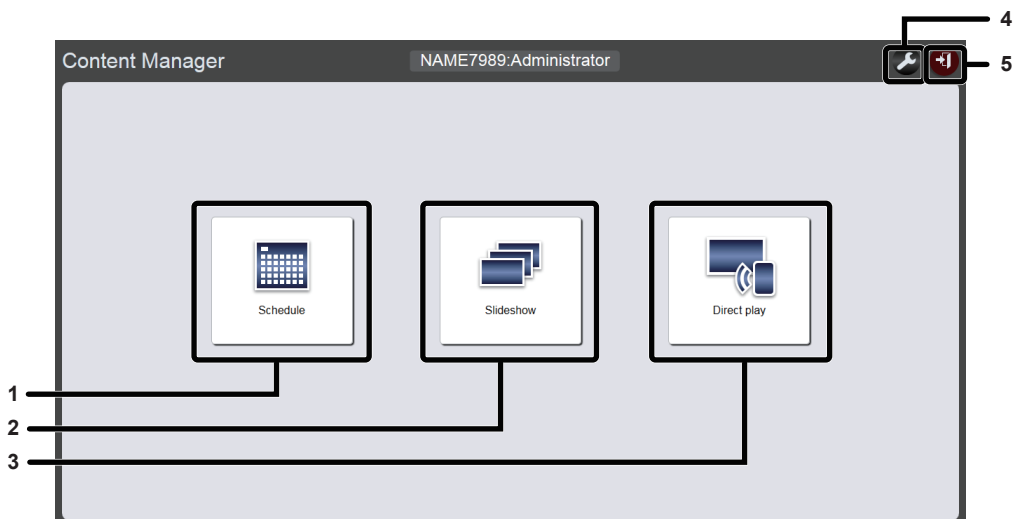 4
Content Manager NAME7989:Administrator
5
Schedule Slideshow Direct play
1
2
3